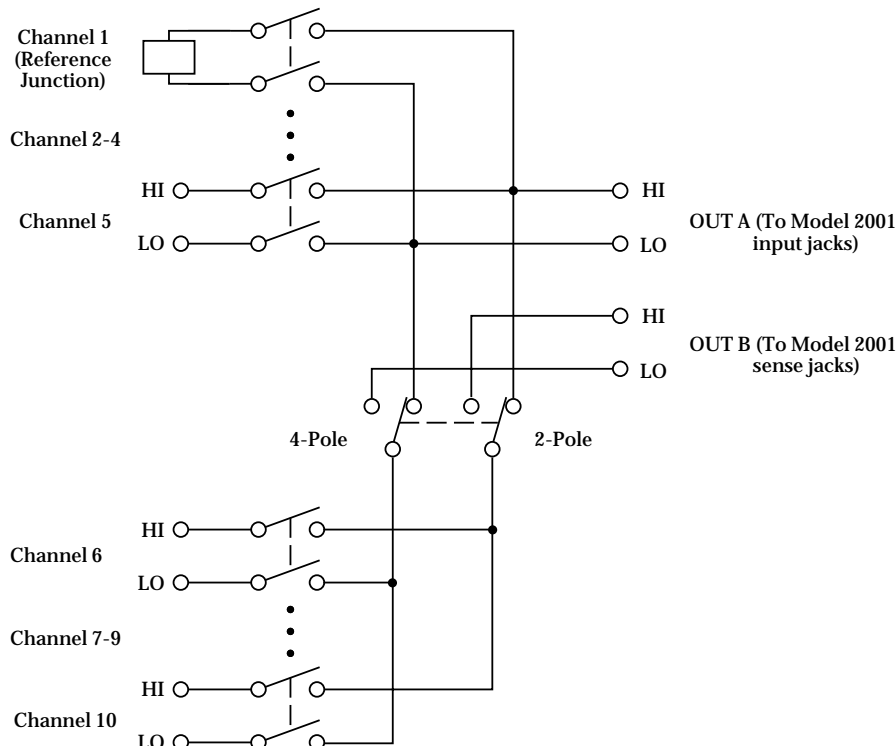 Channel 1
(Reference
Junction)
Channel 2-4
HI
Channel 5
LO
HI
OUT A (To Model 2001
input jacks)
LO
HI
OUT B (To Model 2001
sense jacks)
LO
4-Pole
2-Pole
HI
Channel 6
LO
Channel 7-9
HI
Channel 10
LO